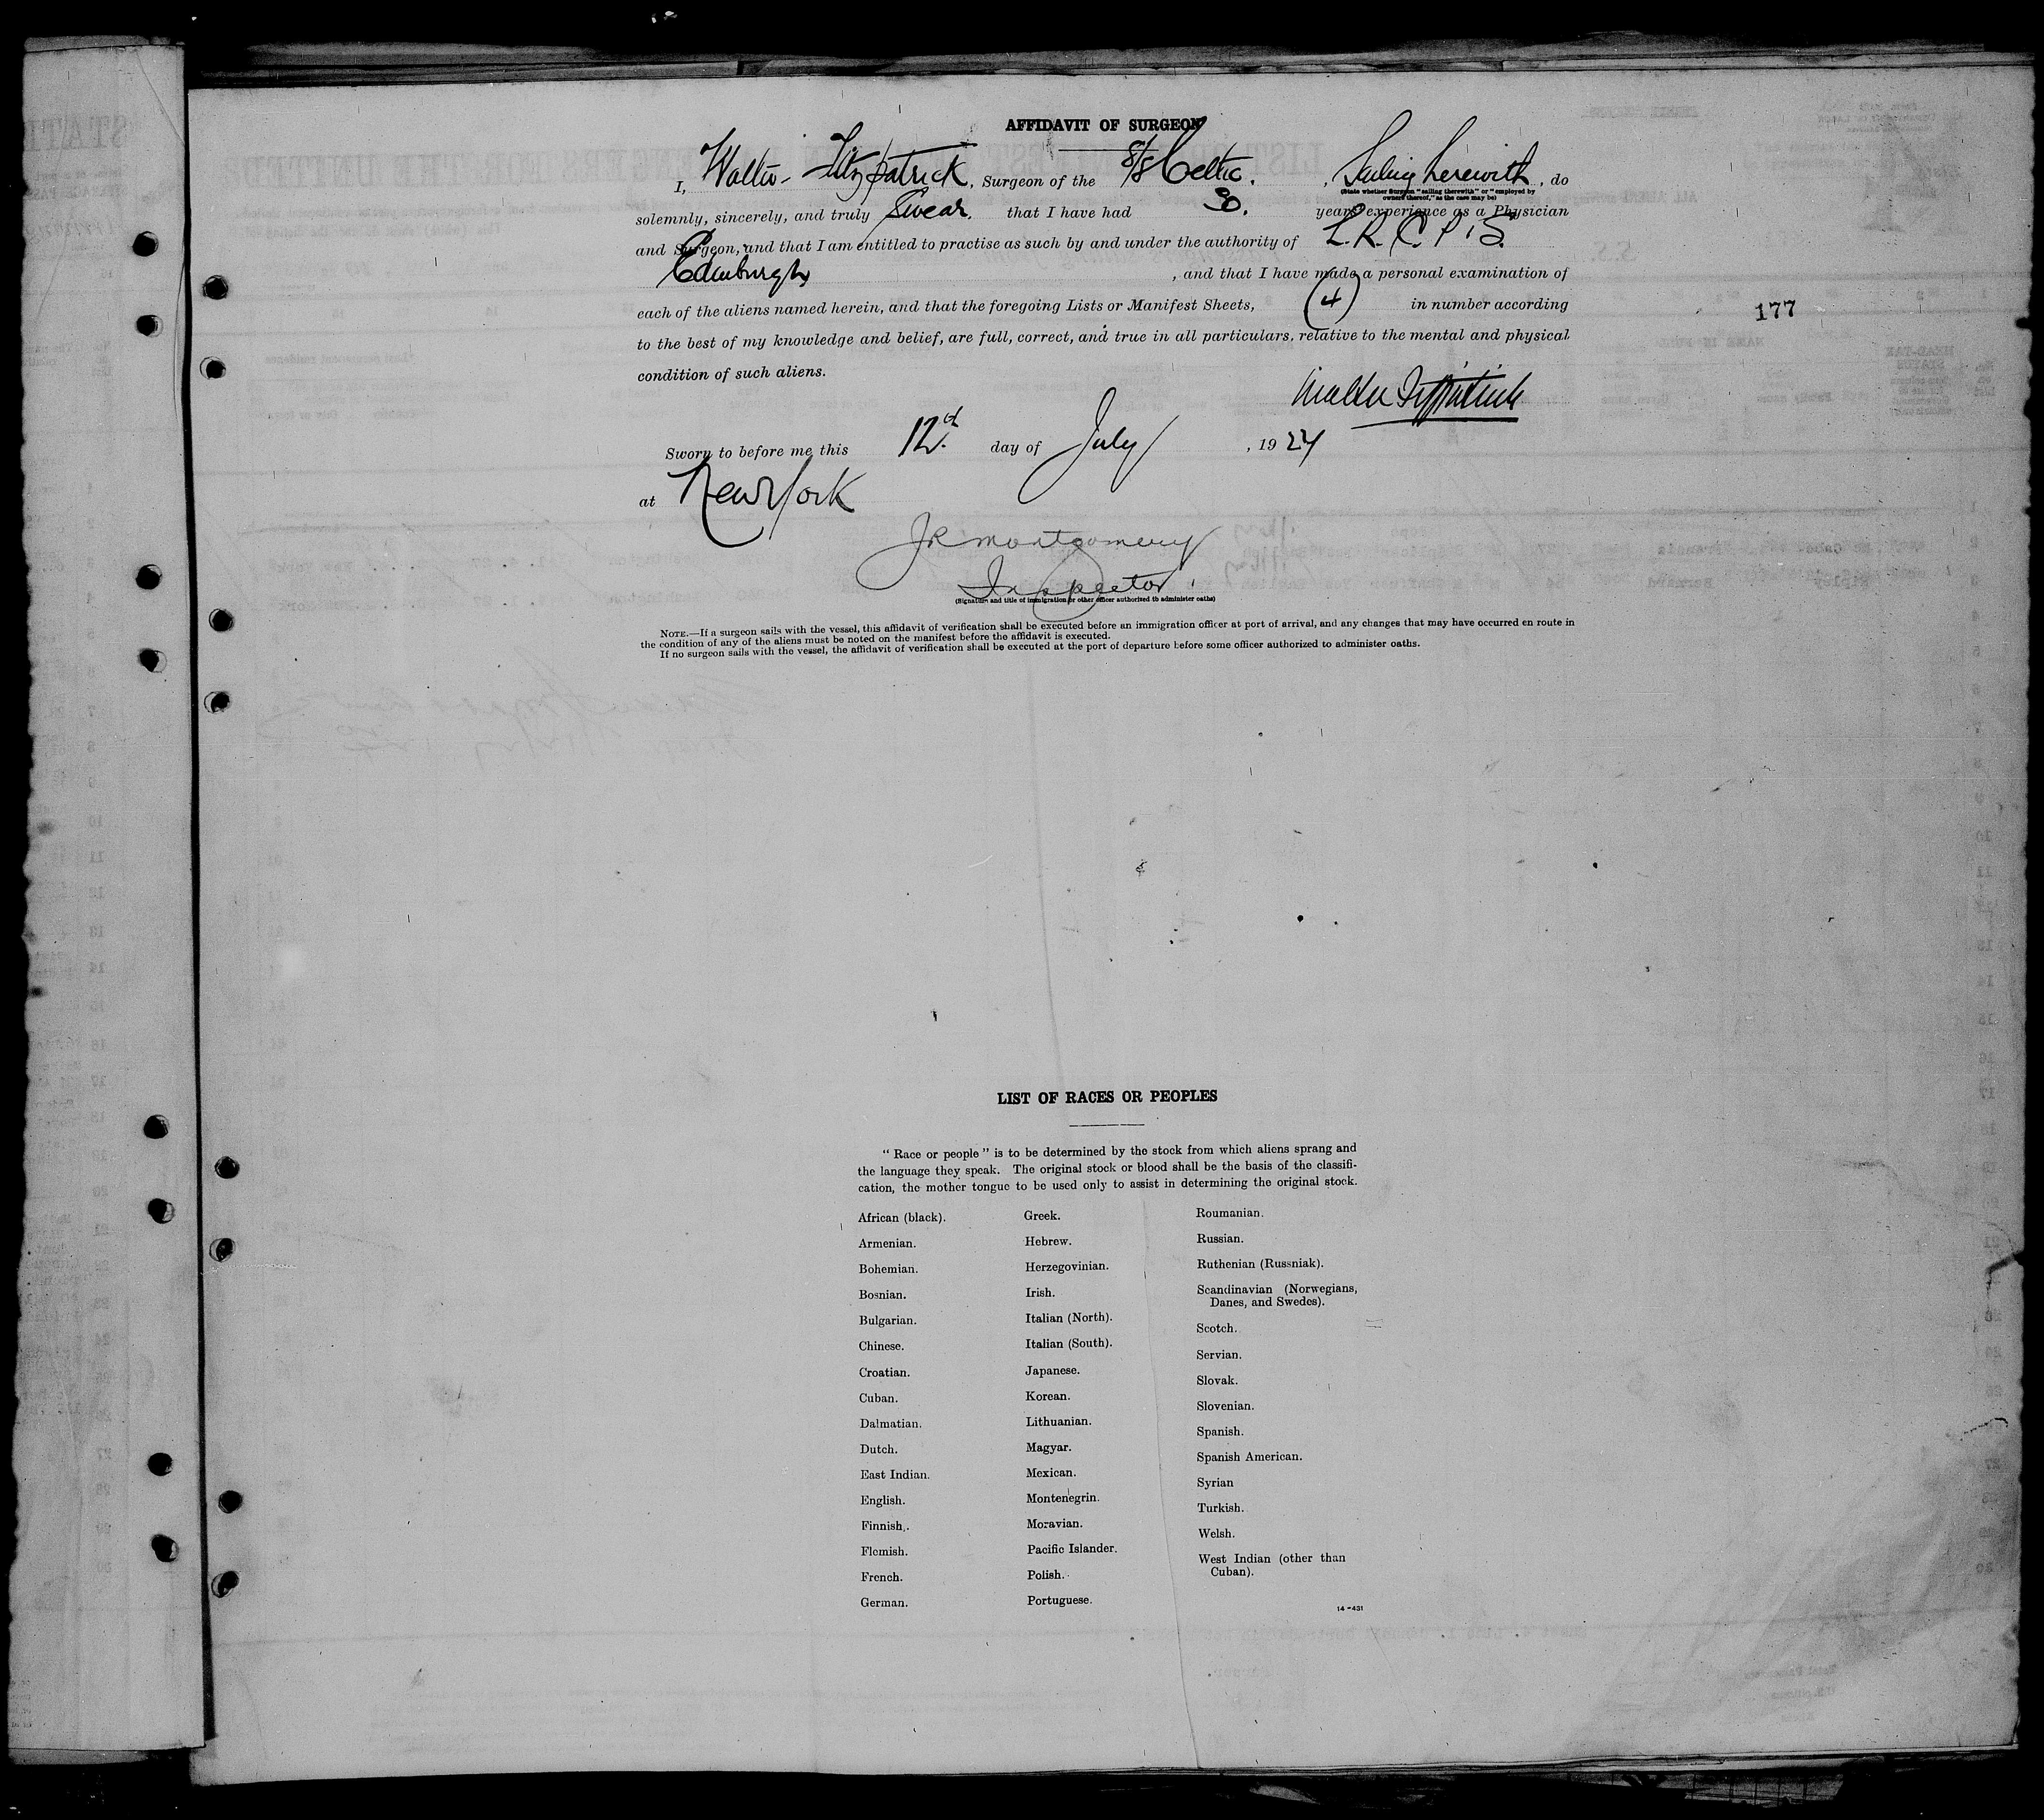 AFFIDAVIT OF SURGEON
I, Walter Fitzpatrick, Surgeon of the S/S Celtic. , Sailing herewith, do
(State whether Surgeon "sailing therewith" or "employed by
owners thereof," as the case may be)
solemnly, sincerely, and truly Swear. that I have had 30. years' experience as a Physician
and Surgeon, and that I am entitled to practise as such by and under the authority of L.R.C.P.S.
Edinburgh , and that I have made a personal examination of
each of the aliens named herein, and that the foregoing Lists or Manifest Sheets, (4) in number according
177
to the best of my knowledge and belief, are full, correct, and true in all particulars, relative to the mental and physical
condition of such aliens.
Walter Fitzpatrick
Sworn to before me this 12th day of July , 1924
at New York
JR Montgomery
Inspector
(Signature and title of immigration or other officer authorized to administer oaths)
NOTE.—If a surgeon sails with the vessel, this affidavit of verification shall be executed before an immigration officer at port of arrival, and any changes that may have occurred en route in
the condition of any of the aliens must be noted on the manifest before the affidavit is executed.
If no surgeon sails with the vessel, the affidavit of verification shall be executed at the port of departure before some officer authorized to administer oaths.
LIST OF RACES OR PEOPLES
"Race or people" is to be determined by the stock from which aliens sprang and
the language they speak. The original stock or blood shall be the basis of the classifi-
cation, the mother tongue to be used only to assist in determining the original stock.
African (black).
Armenian.
Bohemian.
Bosnian.
Bulgarian.
Chinese.
Croatian.
Cuban.
Dalmatian.
Dutch.
East Indian.
English.
Finnish.
Flemish.
French.
German.
Greek.
Hebrew.
Herzegovinian.
Irish.
Italian (North).
Italian (South).
Japanese.
Korean.
Lithuanian.
Magyar.
Mexican.
Montenegrin.
Moravian.
Pacific Islander.
Polish.
Portuguese.
Roumanian.
Russian.
Ruthenian (Russniak).
Scandinavian (Norwegians,
Danes, and Swedes).
Scotch.
Servian.
Slovak.
Slovenian.
Spanish.
Spanish American.
Syrian
Turkish.
Welsh.
West Indian (other than
Cuban).
14-431